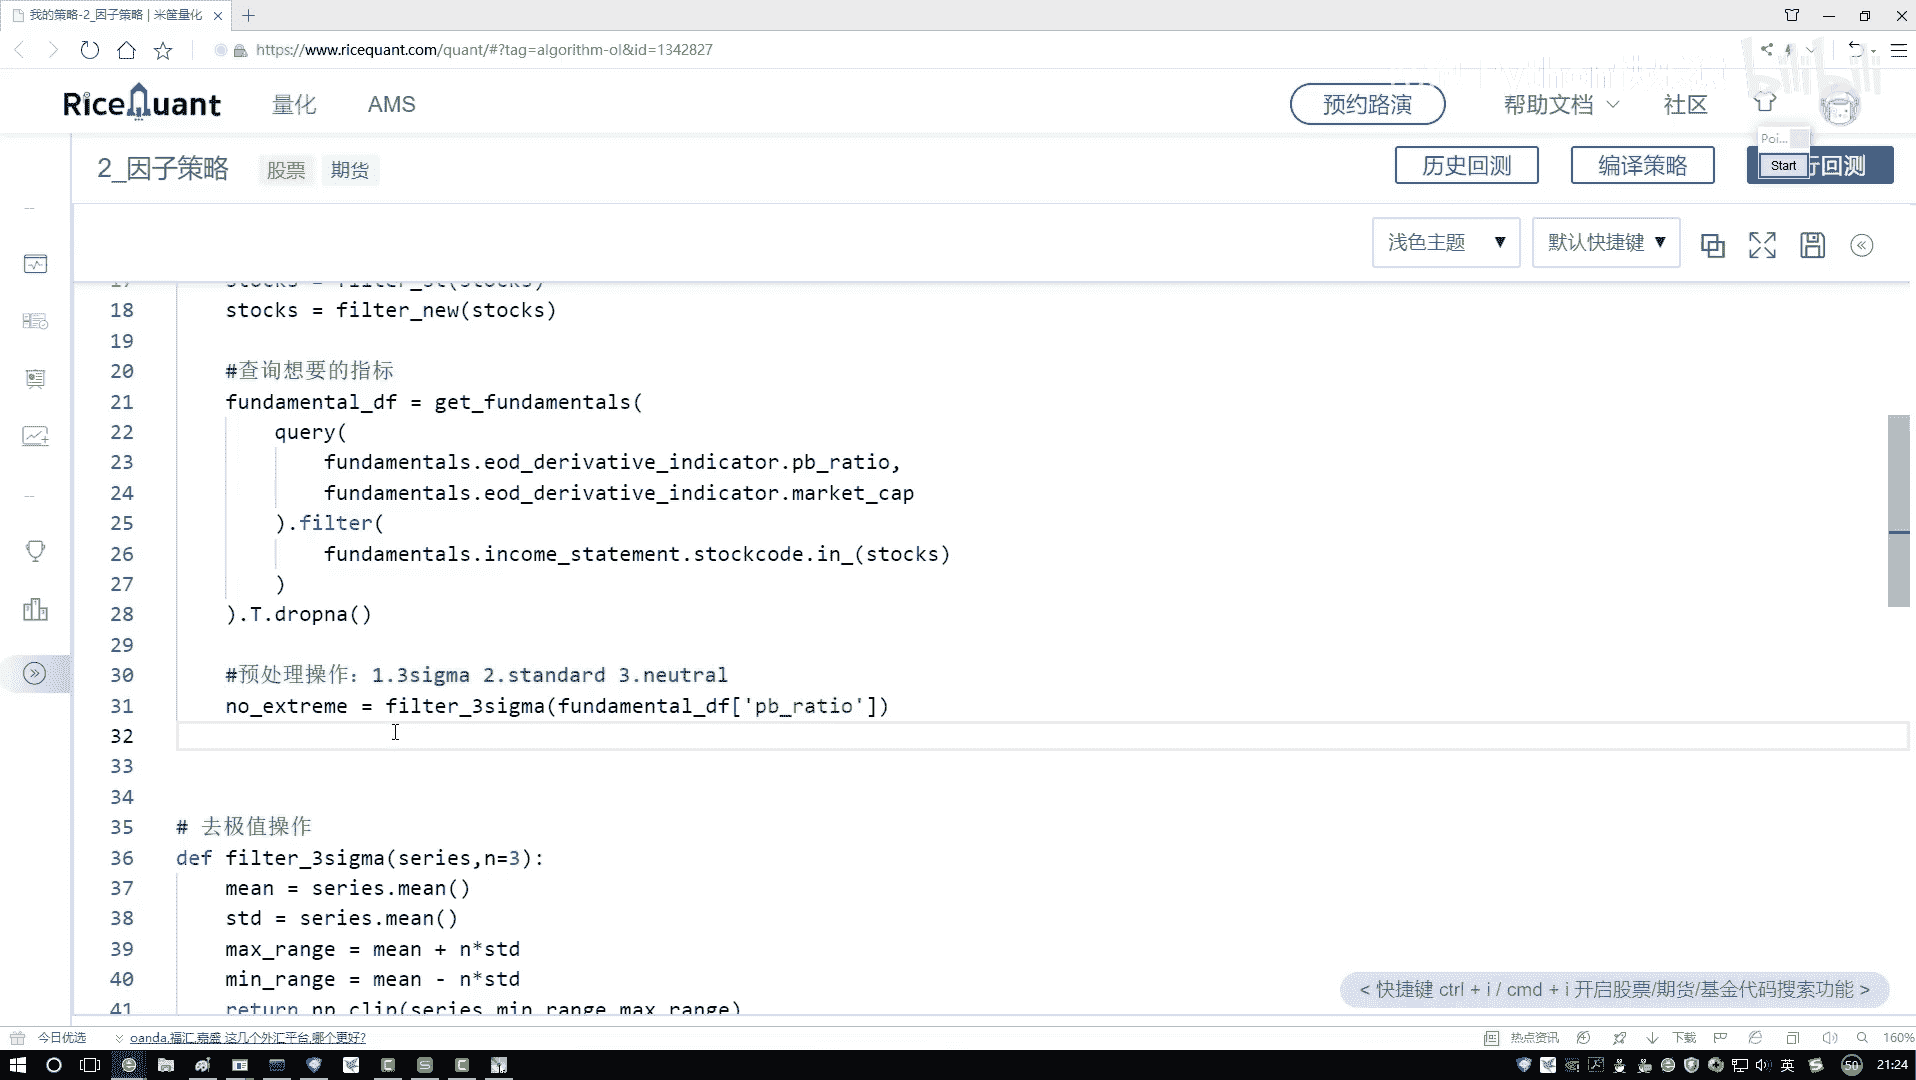 我的策略-2_因子策略 | 米筐量化
https://www.ricequant.com/quant/#?tag=algorithm-ol&id=1342827
bilibili
RiceQuant 量化 AMS 预约路演 帮助文档 社区
Poi...
Start
2_因子策略 股票 期货 历史回测 编译策略 行回测
浅色主题 ▼ 默认快捷键 ▼
17 stocks = filter_st(stocks)
18 stocks = filter_new(stocks)
19
20 #查询想要的指标
21 fundamental_df = get_fundamentals(
22 query(
23 fundamentals.eod_derivative_indicator.pb_ratio,
24 fundamentals.eod_derivative_indicator.market_cap
25 ).filter(
26 fundamentals.income_statement.stockcode.in_(stocks)
27 )
28 ).T.dropna()
29
30 #预处理操作：1.3sigma 2.standard 3.neutral
31 no_extreme = filter_3sigma(fundamental_df['pb_ratio'])
32
33
34
35 # 去极值操作
36 def filter_3sigma(series,n=3):
37 mean = series.mean()
38 std = series.mean()
39 max_range = mean + n*std
40 min_range = mean - n*std
41 return np.clip(series,min_range,max_range)
< 快捷键 ctrl + i / cmd + i 开启股票/期货/基金代码搜索功能 >
今日优选 oanda,福汇,嘉盛 这几个外汇平台,哪个更好? 热点资讯 下载 160%
英 50 21:24